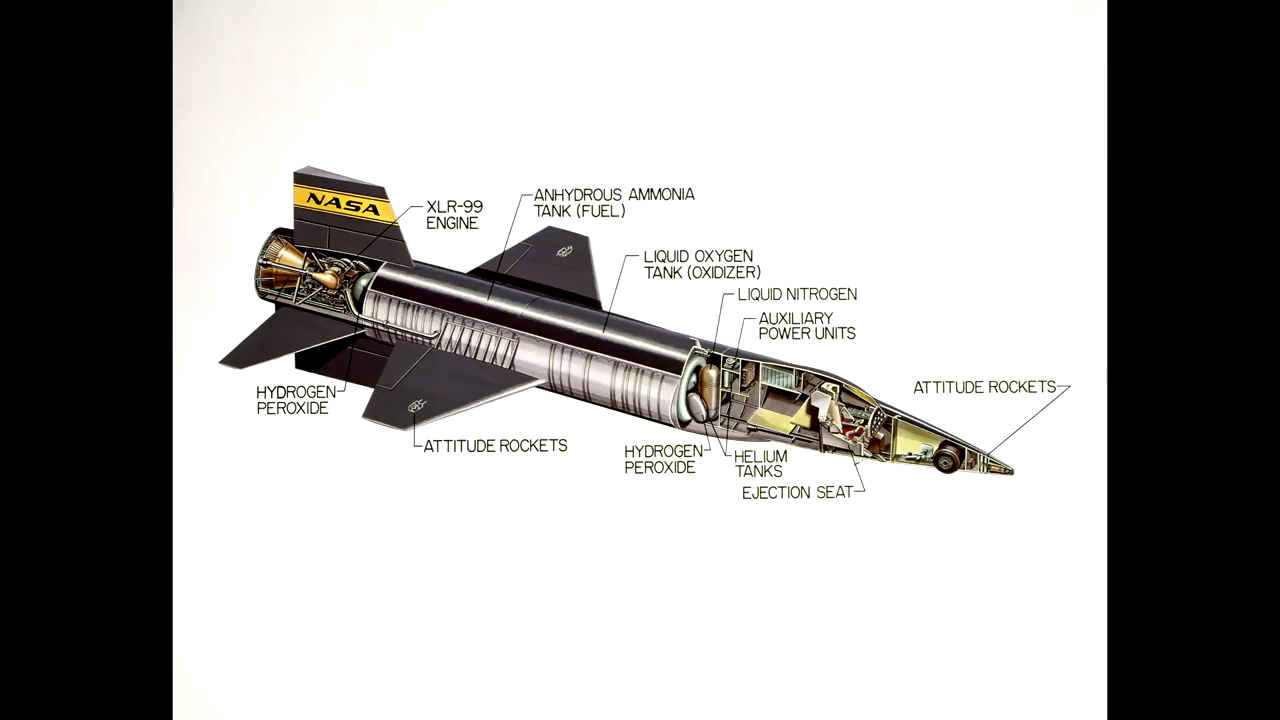 NASA
XLR-99
ENGINE
ANHYDROUS AMMONIA
TANK (FUEL)
LIQUID OXYGEN
TANK (OXIDIZER)
LIQUID NITROGEN
AUXILIARY
POWER UNITS
ATTITUDE ROCKETS
HYDROGEN
PEROXIDE
ATTITUDE ROCKETS
HYDROGEN
PEROXIDE
HELIUM
TANKS
EJECTION SEAT